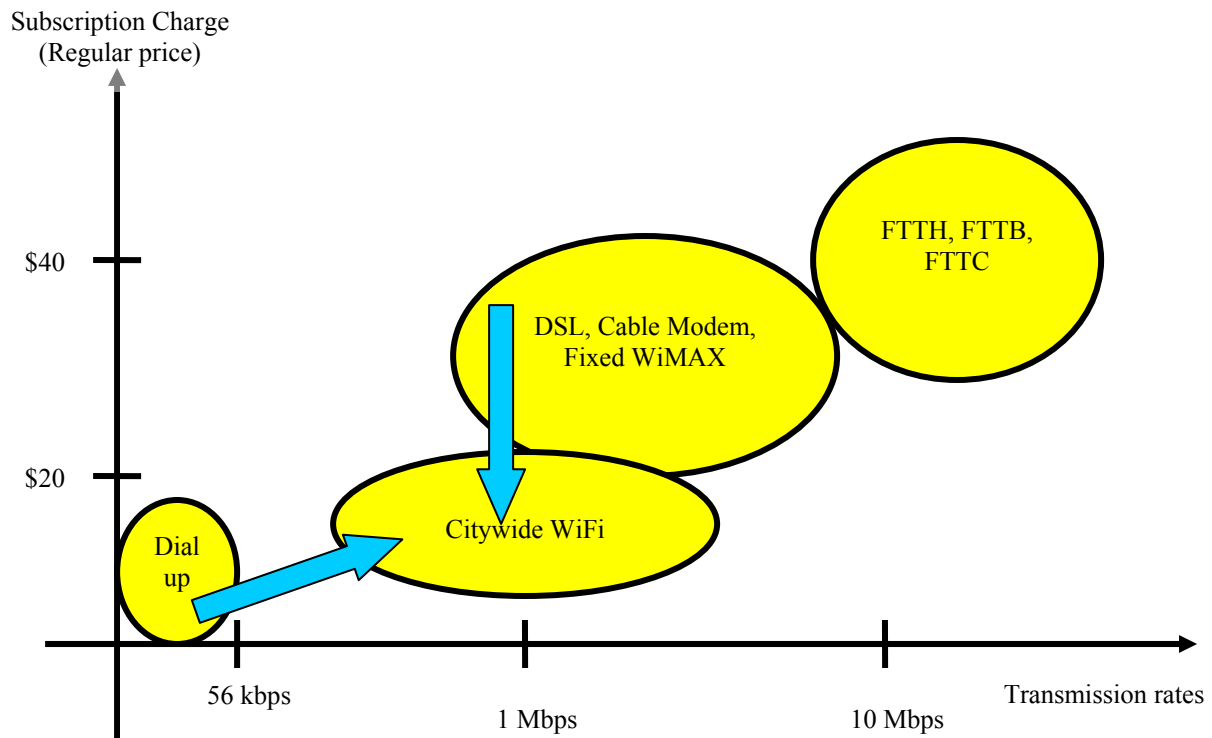 Subscription Charge
(Regular price)
$40
FTTH, FTTB,
FTTC
DSL, Cable Modem,
Fixed WiMAX
$20
Citywide WiFi
Dial
up
56 kbps
1 Mbps
10 Mbps
Transmission rates